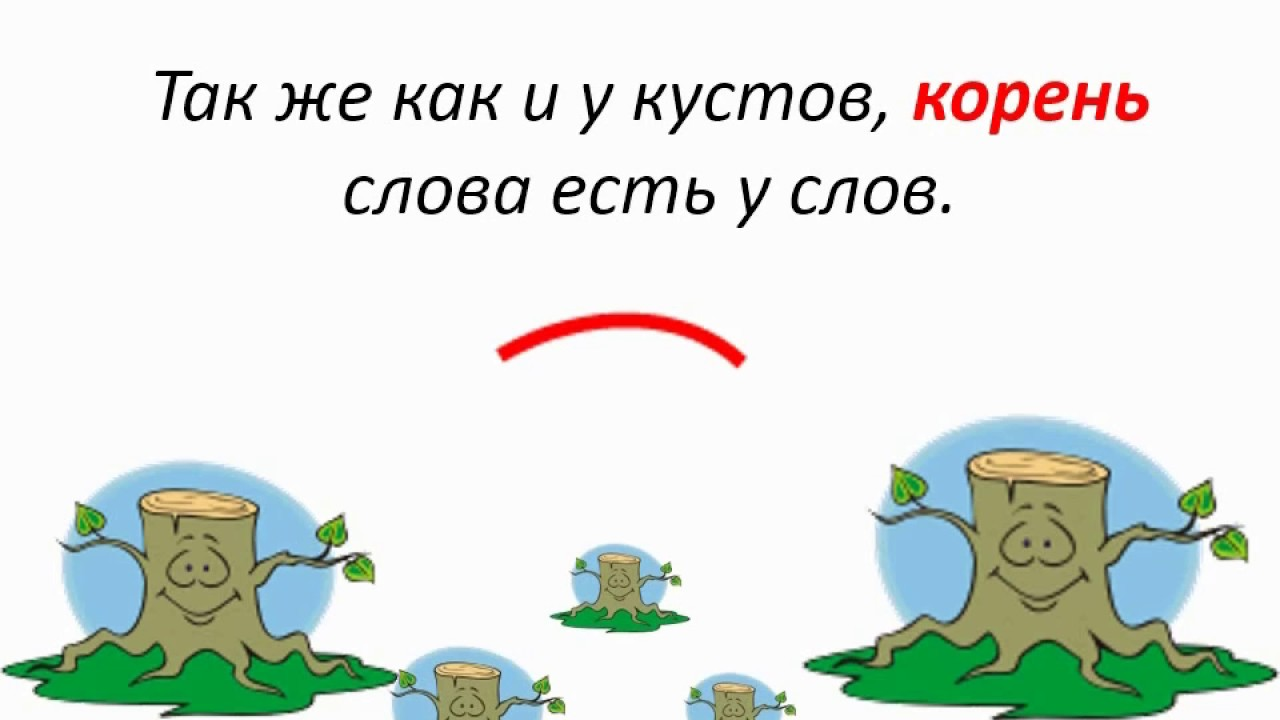 Так же как и у кустов, корень
слова есть у слов.